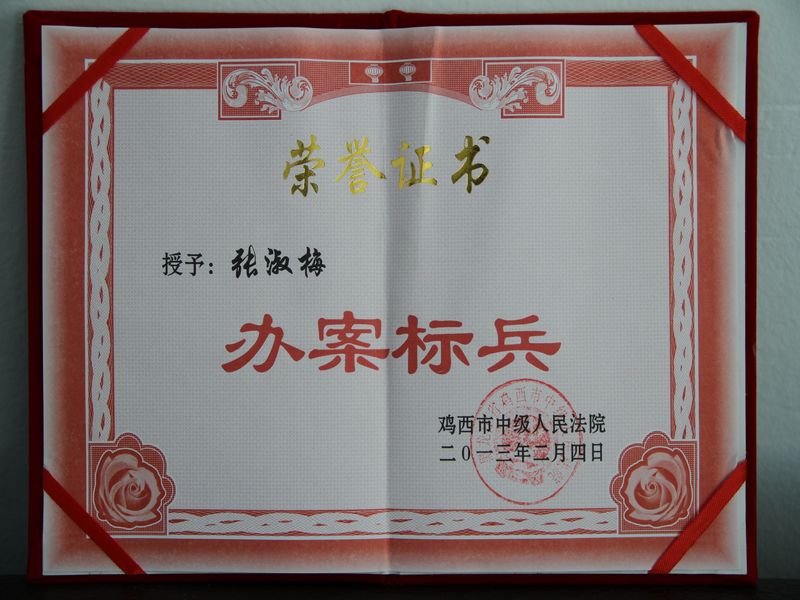 荣誉证书
授予：张淑梅
办案标兵
鸡西市中级人民法院
二0一三年二月四日